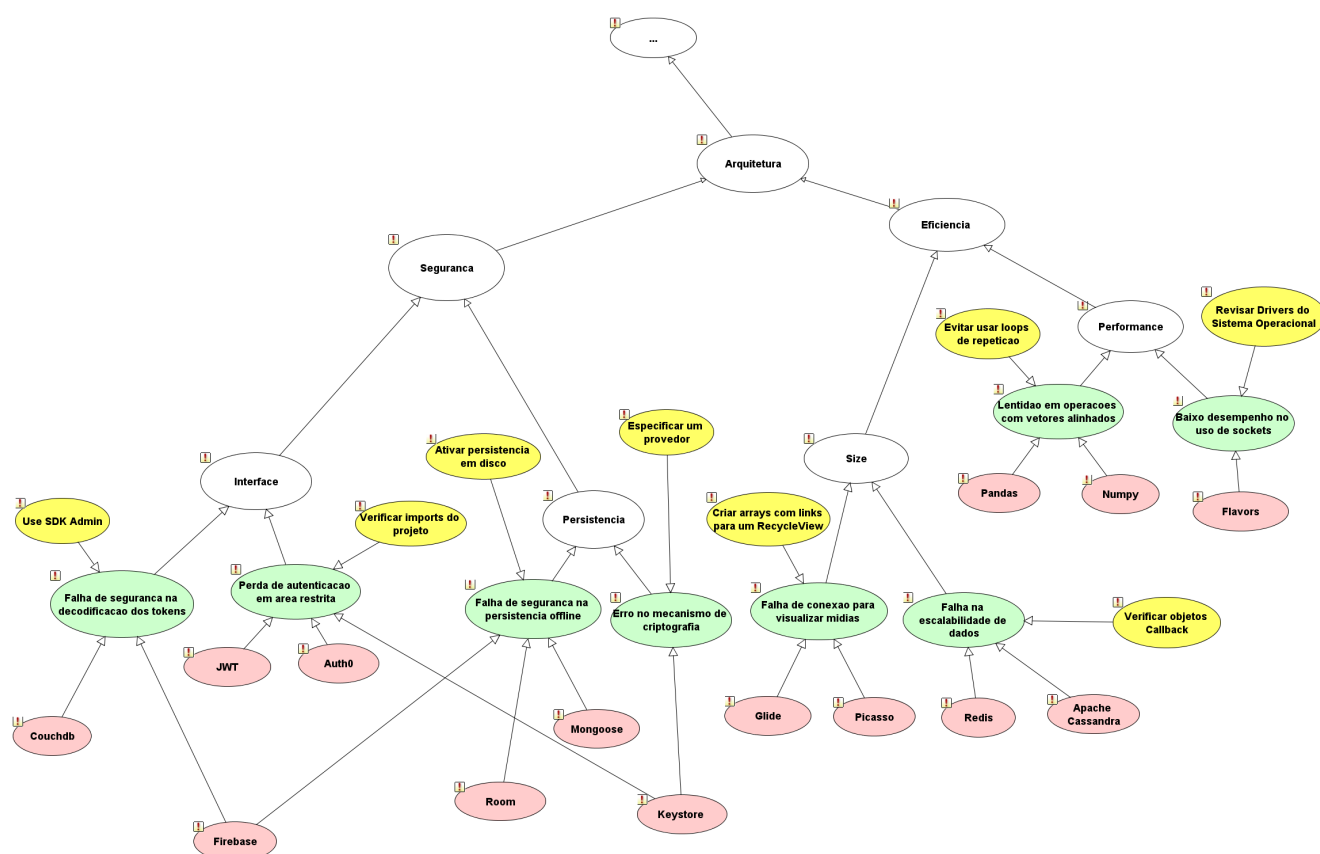 ...
Arquitetura
Eficiencia
Seguranca
Revisar Drivers do
Sistema Operacional
Evitar usar loops
de repeticao
Performance
Lentidao em operacoes
com vetores alinhados
Baixo desempenho no
uso de sockets
Especificar um
provedor
Ativar persistencia
em disco
Size
Interface
Pandas
Numpy
Flavors
Use SDK Admin
Verificar imports do
projeto
Persistencia
Criar arrays com links
para um RecycleView
Falha de seguranca na
decodificacao dos tokens
Perda de autenticacao
em area restrita
Falha de seguranca na
persistencia offline
Erro no mecanismo de
criptografia
Falha de conexao para
visualizar midias
Falha na
escalabilidade de
dados
Verificar objetos
Callback
JWT
Auth0
Couchdb
Mongoose
Glide
Picasso
Redis
Apache
Cassandra
Room
Keystore
Firebase